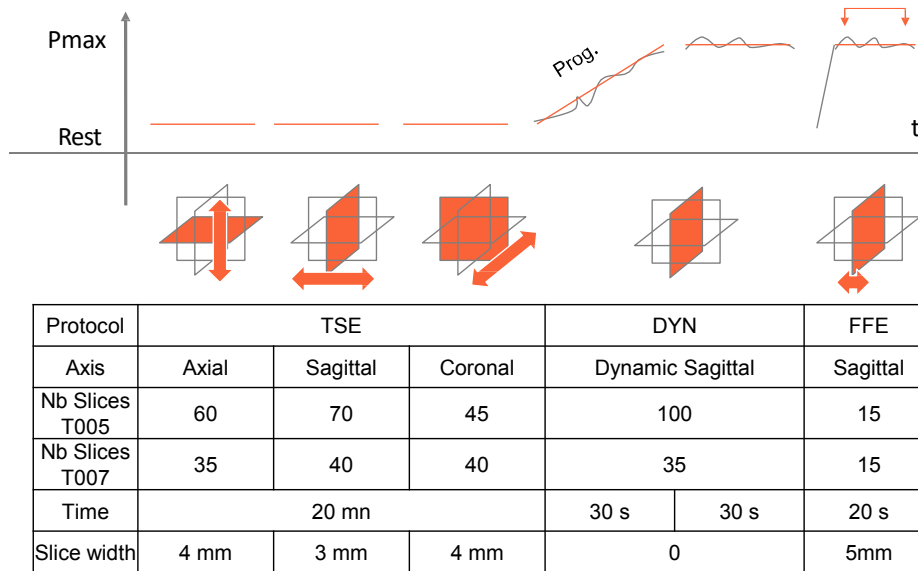 Pmax
Prog.
Rest
t
Protocol TSE DYN FFE
Axis Axial Sagittal Coronal Dynamic Sagittal Sagittal
Nb Slices
T005 60 70 45 100 15
Nb Slices
T007 35 40 40 35 15
Time 20 mn 30 s 30 s 20 s
Slice width 4 mm 3 mm 4 mm 0 5mm